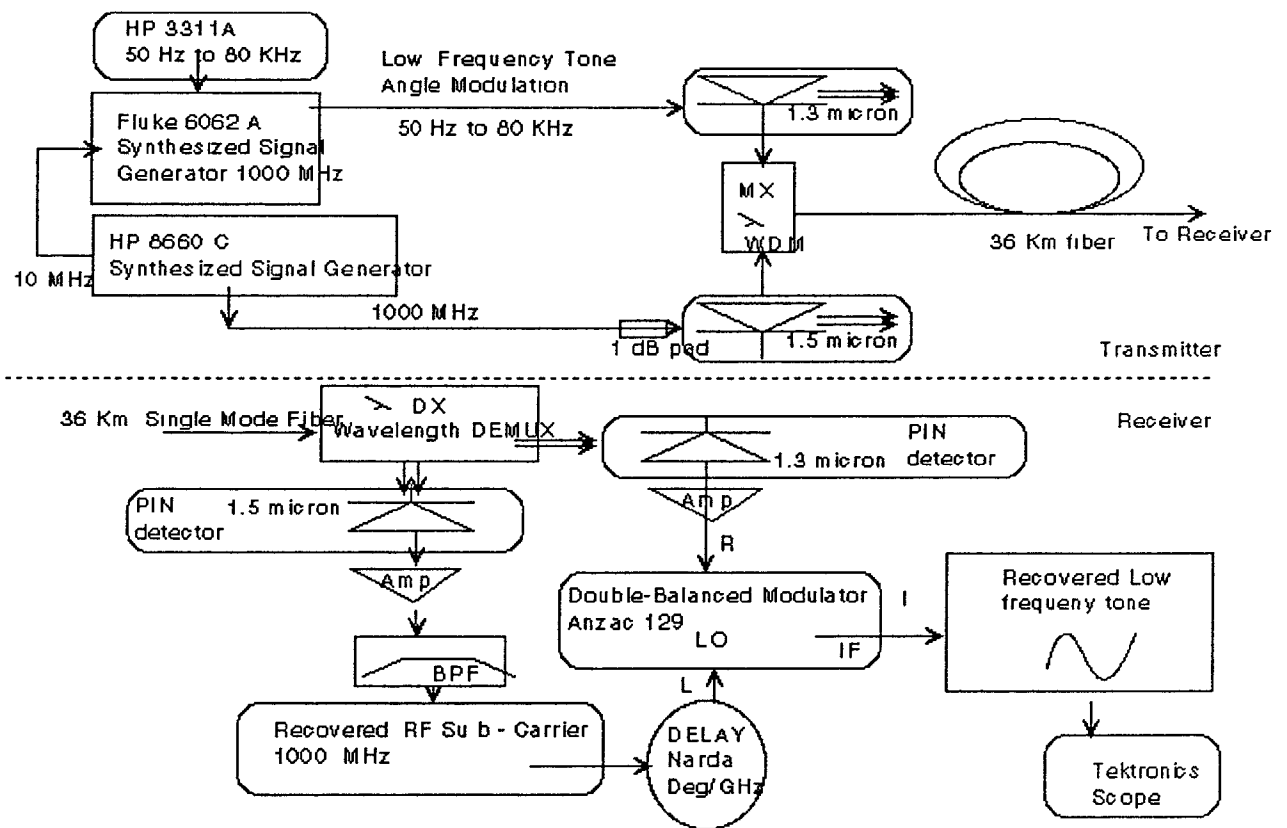 HP 3311A
50 Hz to 80 KHz
Low Frequency Tone
Angle Modulation
50 Hz to 80 KHz
Fluke 6062 A
Synthesized Signal
Generator 1000 MHz
1.3 micron
MX
WDM
36 Km fiber
To Receiver
HP 8660 C
Synthesized Signal Generator
10 MHz
1000 MHz
1 dB pad
1.5 micron
Transmitter
36 Km Single Mode Fiber
DX
Wavelength DEMUX
Receiver
PIN
detector
1.3 micron
PIN
detector
1.5 micron
Amp
R
Amp
Double-Balanced Modulator
Anzac 129
LO
I
IF
Recovered Low
frequeny tone
BPF
L
Recovered RF Sub-Carrier
1000 MHz
DELAY
Narda
Deg/GHz
Tektronics
Scope